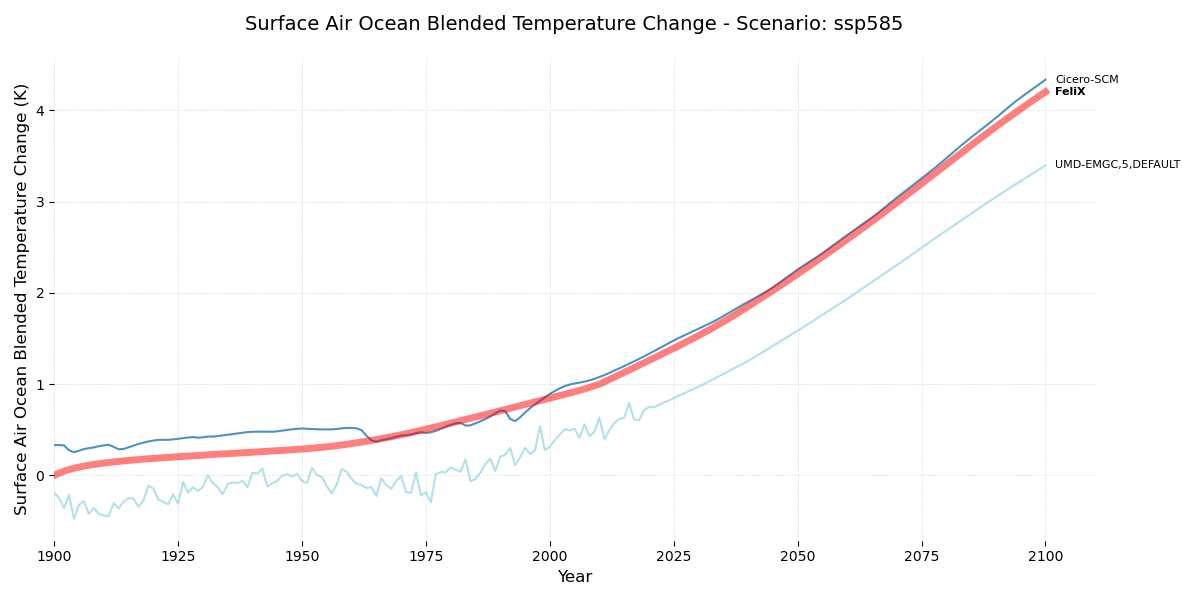 Surface Air Ocean Blended Temperature Change - Scenario: ssp585
Surface Air Ocean Blended Temperature Change (K)
4
3
2
1
0
Cicero-SCM
FeliX
UMD-EMGC,5,DEFAULT
1900 1925 1950 1975 2000 2025 2050 2075 2100
Year